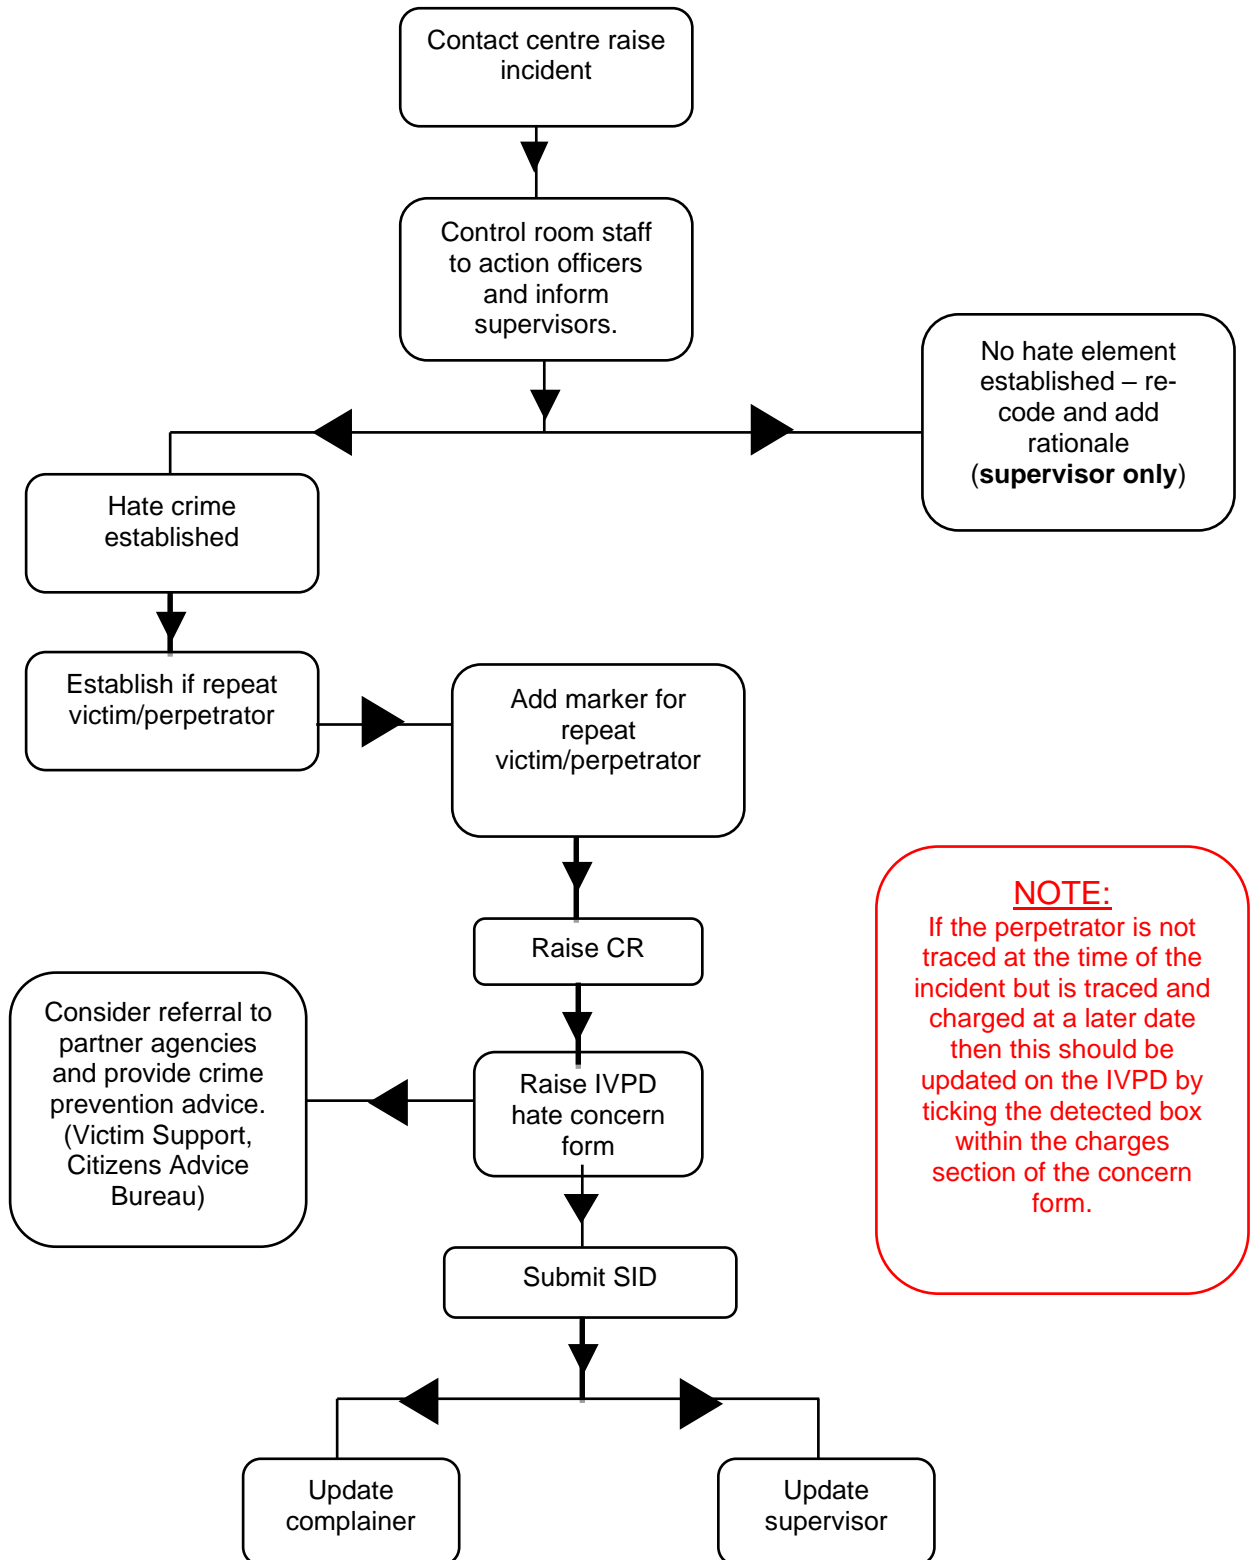 Contact centre raise
incident
Control room staff
to action officers
and inform
supervisors.
No hate element
established – re-
code and add
rationale
(supervisor only)
Hate crime
established
Establish if repeat
victim/perpetrator
Add marker for
repeat
victim/perpetrator
Raise CR
NOTE:
If the perpetrator is not
traced at the time of the
incident but is traced and
charged at a later date
then this should be
updated on the IVPD by
ticking the detected box
within the charges
section of the concern
form.
Consider referral to
partner agencies
and provide crime
prevention advice.
(Victim Support,
Citizens Advice
Bureau)
Raise IVPD
hate concern
form
Submit SID
Update
complainer
Update
supervisor